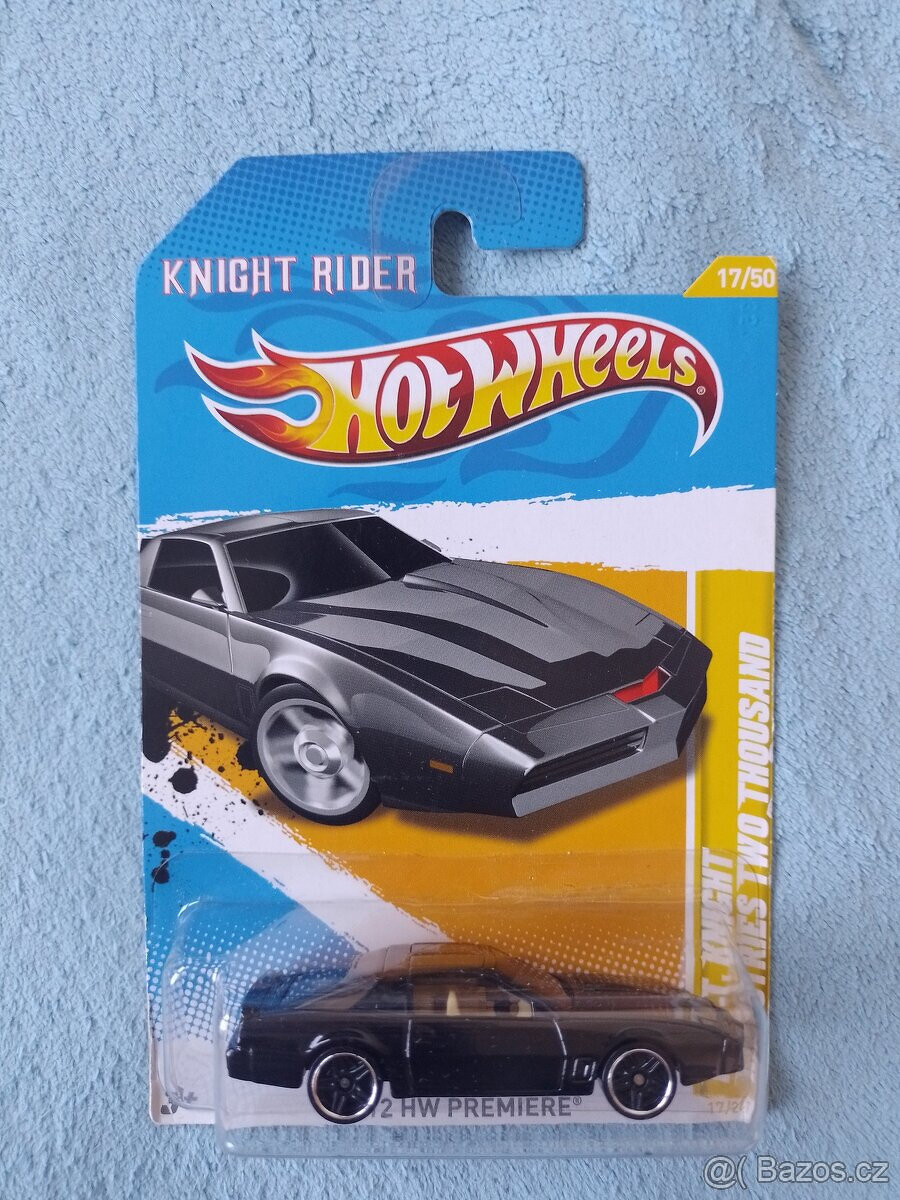 KNIGHT RIDER
17/50
HOT WHEELS®
KNIGHT
TWO THOUSAND
HW PREMIERE®
@( Bazos.cz